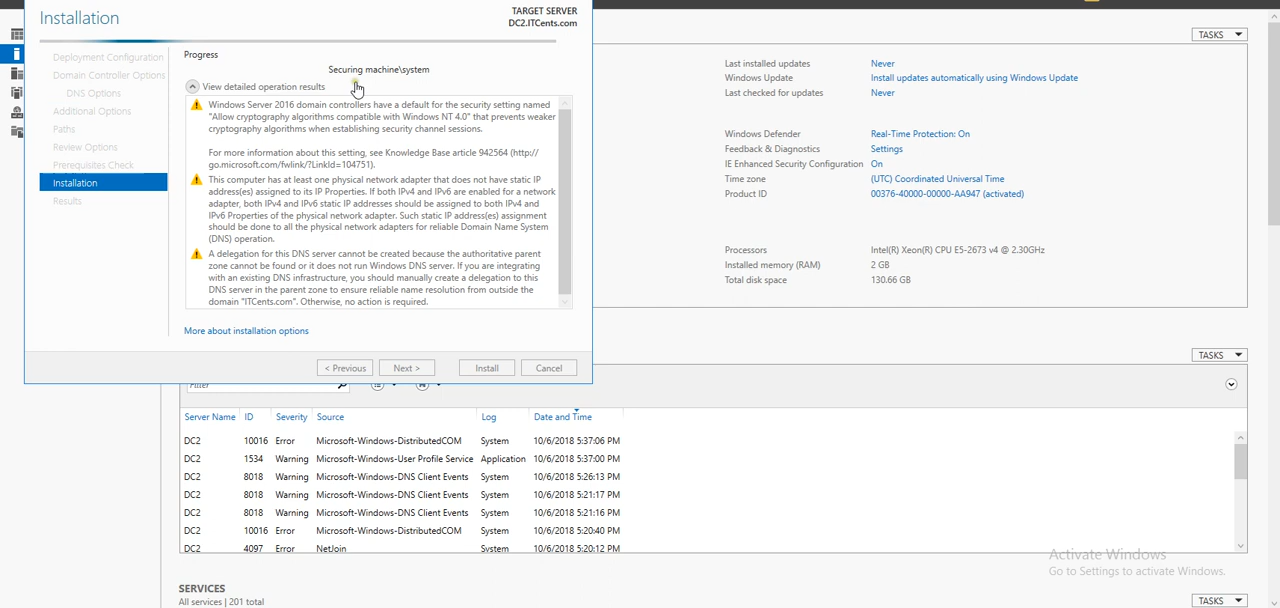 Installation
TARGET SERVER
DC2.ITCents.com
Deployment Configuration
Domain Controller Options
DNS Options
Additional Options
Paths
Review Options
Prerequisites Check
Installation
Results
Progress
Securing machine\system
View detailed operation results
Windows Server 2016 domain controllers have a default for the security setting named
"Allow cryptography algorithms compatible with Windows NT 4.0" that prevents weaker
cryptography algorithms when establishing security channel sessions.
For more information about this setting, see Knowledge Base article 942564 (http://
go.microsoft.com/fwlink/?LinkId=104751).
This computer has at least one physical network adapter that does not have static IP
address(es) assigned to its IP Properties. If both IPv4 and IPv6 are enabled for a network
adapter, both IPv4 and IPv6 static IP addresses should be assigned to both IPv4 and
IPv6 Properties of the physical network adapter. Such static IP address(es) assignment
should be done to all the physical network adapters for reliable Domain Name System
(DNS) operation.
A delegation for this DNS server cannot be created because the authoritative parent
zone cannot be found or it does not run Windows DNS server. If you are integrating
with an existing DNS infrastructure, you should manually create a delegation to this
DNS server in the parent zone to ensure reliable name resolution from outside the
domain "ITCents.com". Otherwise, no action is required.
More about installation options
< Previous Next > Install Cancel
TASKS
Last installed updates Never
Windows Update Install updates automatically using Windows Update
Last checked for updates Never
Windows Defender Real-Time Protection: On
Feedback & Diagnostics Settings
IE Enhanced Security Configuration On
Time zone (UTC) Coordinated Universal Time
Product ID 00376-40000-00000-AA947 (activated)
Processors Intel(R) Xeon(R) CPU E5-2673 v4 @ 2.30GHz
Installed memory (RAM) 2 GB
Total disk space 130.66 GB
TASKS
Filter
Server Name ID Severity Source Log Date and Time
DC2 10016 Error Microsoft-Windows-DistributedCOM System 10/6/2018 5:37:06 PM
DC2 1534 Warning Microsoft-Windows-User Profile Service Application 10/6/2018 5:37:00 PM
DC2 8018 Warning Microsoft-Windows-DNS Client Events System 10/6/2018 5:26:13 PM
DC2 8018 Warning Microsoft-Windows-DNS Client Events System 10/6/2018 5:21:17 PM
DC2 8018 Warning Microsoft-Windows-DNS Client Events System 10/6/2018 5:21:16 PM
DC2 10016 Error Microsoft-Windows-DistributedCOM System 10/6/2018 5:20:40 PM
DC2 4097 Error NetJoin System 10/6/2018 5:20:12 PM
Activate Windows
Go to Settings to activate Windows.
SERVICES
All services | 201 total
TASKS